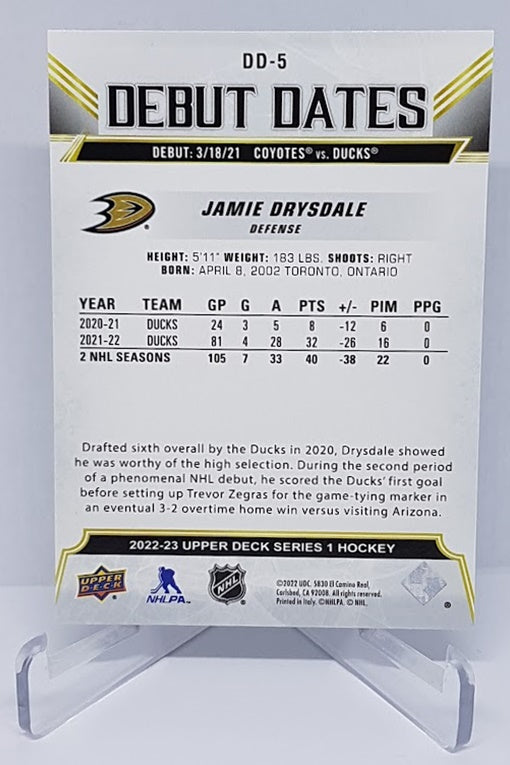 DD-5
DEBUT DATES
DEBUT: 3/18/21 COYOTES® vs. DUCKS®
JAMIE DRYSDALE
DEFENSE
HEIGHT: 5'11" WEIGHT: 183 LBS. SHOOTS: RIGHT
BORN: APRIL 8, 2002 TORONTO, ONTARIO
YEAR TEAM GP G A PTS +/- PIM PPG
2020-21 DUCKS 24 3 5 8 -12 6 0
2021-22 DUCKS 81 4 28 32 -26 16 0
2 NHL SEASONS 105 7 33 40 -38 22 0
Drafted sixth overall by the Ducks in 2020, Drysdale showed
he was worthy of the high selection. During the second period
of a phenomenal NHL debut, he scored the Ducks' first goal
before setting up Trevor Zegras for the game-tying marker in
an eventual 3-2 overtime home win versus visiting Arizona.
2022-23 UPPER DECK SERIES 1 HOCKEY
UPPER DECK
NHLPA™
NHL
©2022 UDC. 5830 El Camino Real,
Carlsbad, CA 92008. All rights reserved.
Printed in Italy. ©NHLPA. © NHL.
®